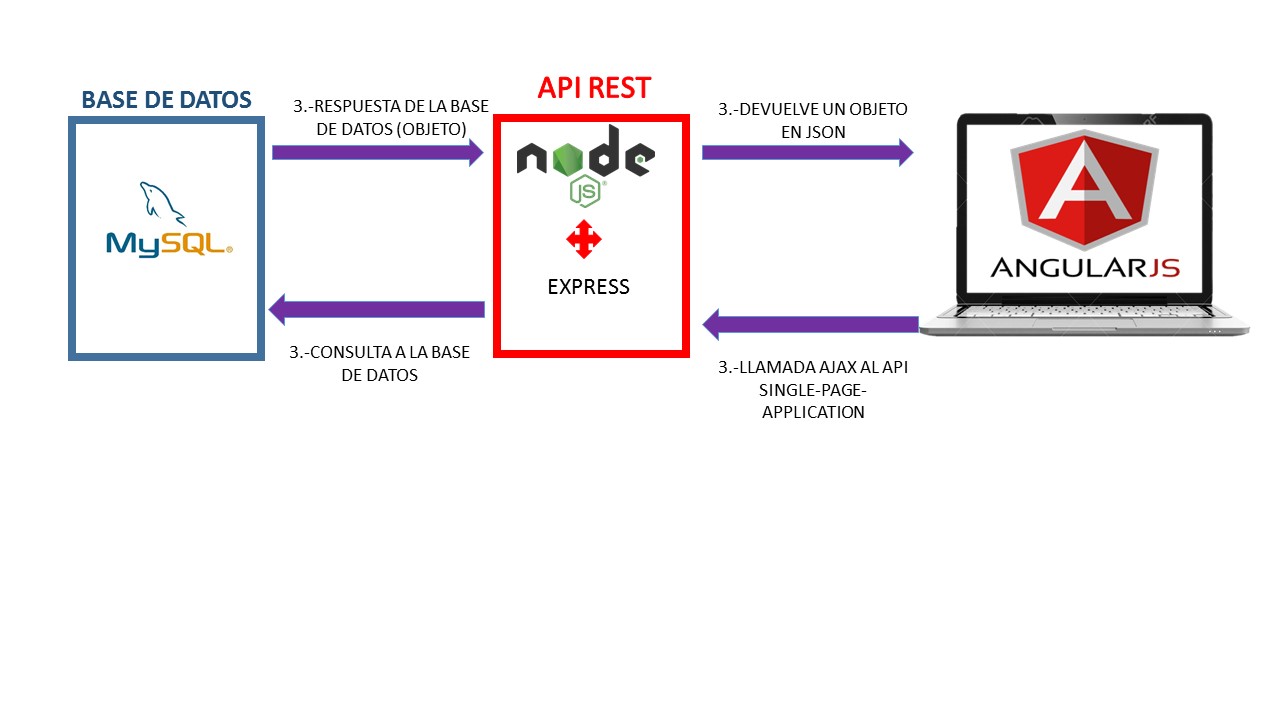 BASE DE DATOS
3.-RESPUESTA DE LA BASE
DE DATOS (OBJETO)
API REST
3.-DEVUELVE UN OBJETO
EN JSON
MySQL®
node
JS®
EXPRESS
A
ANGULARJS
3.-CONSULTA A LA BASE
DE DATOS
3.-LLAMADA AJAX AL API
SINGLE-PAGE-
APPLICATION